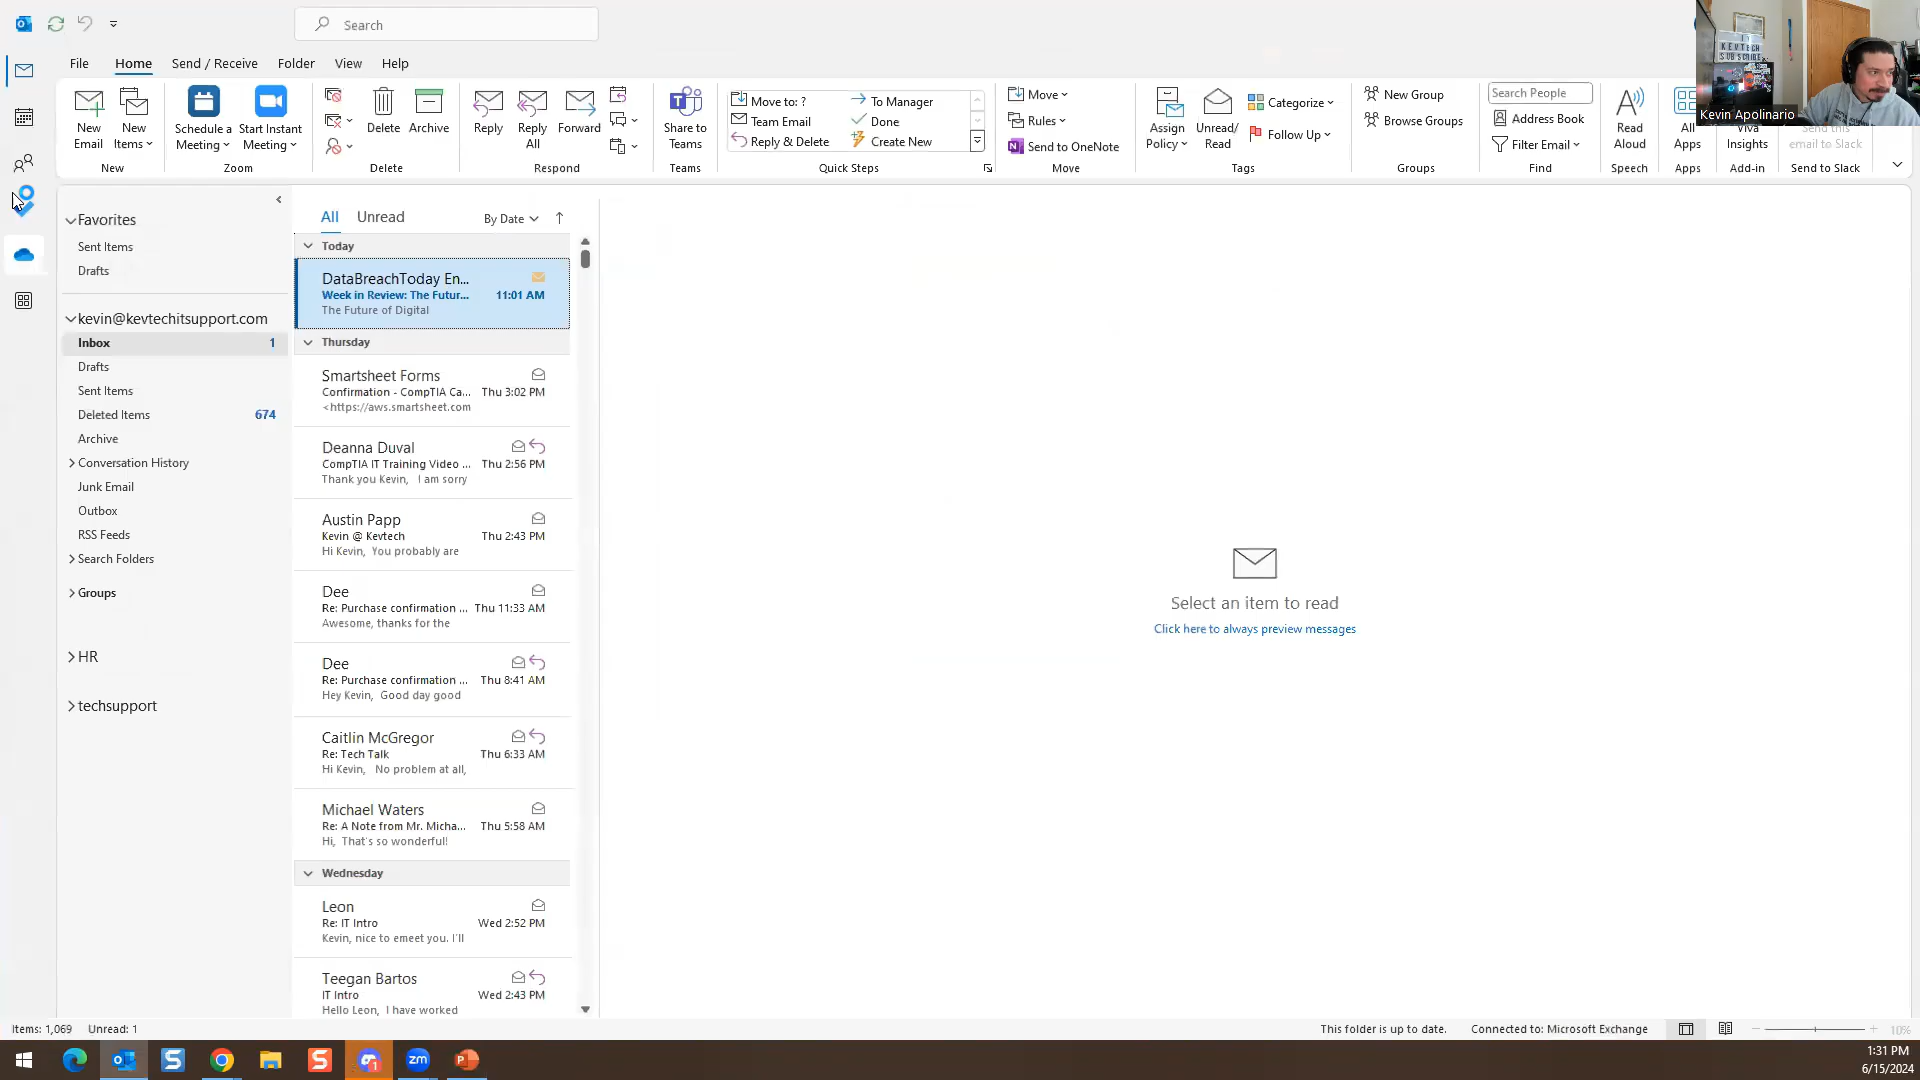 Search
File Home Send / Receive Folder View Help
New Email
New Items
New
Schedule a Meeting
Start Instant Meeting
Zoom
Delete
Archive
Delete
Reply
Reply All
Forward
Respond
Share to Teams
Teams
Move to: ?
Team Email
Reply & Delete
To Manager
Done
Create New
Quick Steps
Move
Rules
Send to OneNote
Move
Assign Policy
Unread/ Read
Categorize
Follow Up
Tags
New Group
Browse Groups
Groups
Search People
Address Book
Filter Email
Find
Read Aloud
Speech
All Apps
Apps
Viva Insights
Add-in
Send this email to Slack
Send to Slack
KEVTECH
SUBSCRIBE
Kevin Apolinario
Favorites
Sent Items
Drafts
kevin@kevtechitsupport.com
Inbox 1
Drafts
Sent Items
Deleted Items 674
Archive
Conversation History
Junk Email
Outbox
RSS Feeds
Search Folders
Groups
HR
techsupport
All Unread By Date
Today
DataBreachToday En...
Week in Review: The Futur... 11:01 AM
The Future of Digital
Thursday
Smartsheet Forms
Confirmation - CompTIA Ca... Thu 3:02 PM
<https://aws.smartsheet.com
Deanna Duval
CompTIA IT Training Video ... Thu 2:56 PM
Thank you Kevin, I am sorry
Austin Papp
Kevin @ Kevtech Thu 2:43 PM
Hi Kevin, You probably are
Dee
Re: Purchase confirmation ... Thu 11:33 AM
Awesome, thanks for the
Dee
Re: Purchase confirmation ... Thu 8:41 AM
Hey Kevin, Good day good
Caitlin McGregor
Re: Tech Talk Thu 6:33 AM
Hi Kevin, No problem at all,
Michael Waters
Re: A Note from Mr. Micha... Thu 5:58 AM
Hi, That's so wonderful!
Wednesday
Leon
Re: IT Intro Wed 2:52 PM
Kevin, nice to emeet you. I'll
Teegan Bartos
IT Intro Wed 2:43 PM
Hello Leon, I have worked
Select an item to read
Click here to always preview messages
Items: 1,069 Unread: 1
This folder is up to date. Connected to: Microsoft Exchange
10%
1:31 PM
6/15/2024